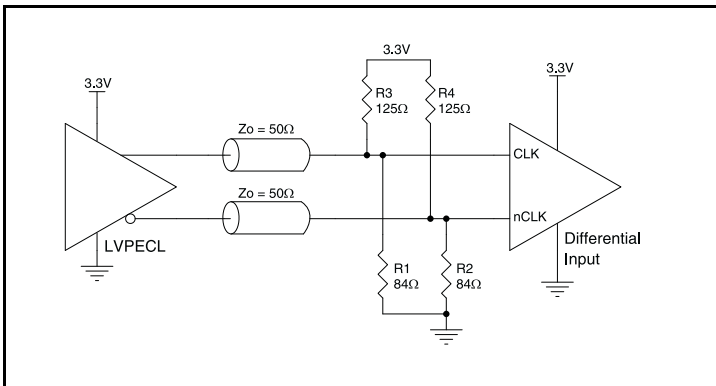 3.3V
3.3V
3.3V
R3
125Ω
R4
125Ω
Zo = 50Ω
CLK
Zo = 50Ω
nCLK
LVPECL
Differential
Input
R1
84Ω
R2
84Ω